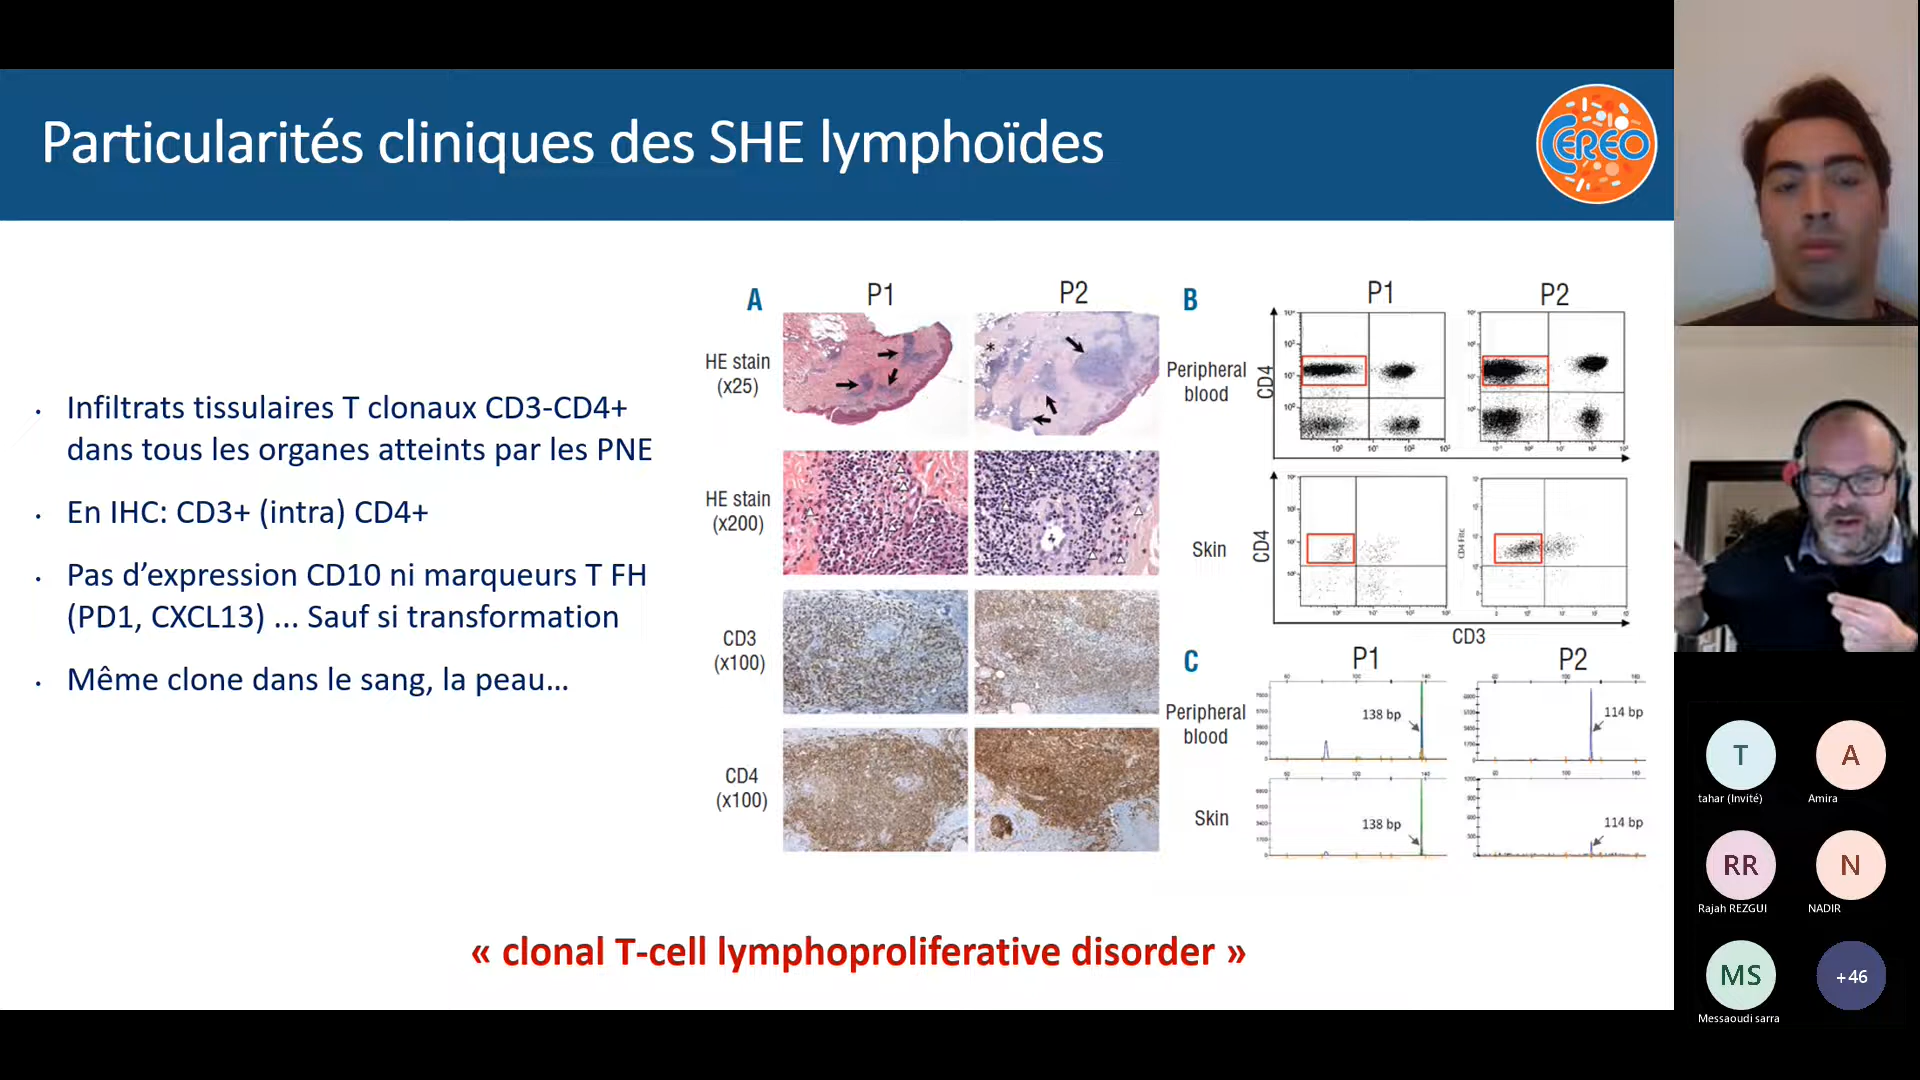 Particularités cliniques des SHE lymphoïdes
CEREO
• Infiltrats tissulaires T clonaux CD3-CD4+
dans tous les organes atteints par les PNE
• En IHC: CD3+ (intra) CD4+
• Pas d’expression CD10 ni marqueurs T FH
(PD1, CXCL13) ... Sauf si transformation
• Même clone dans le sang, la peau…
A
P1
P2
HE stain
(x25)
*
HE stain
(x200)
CD3
(x100)
CD4
(x100)
B
P1
P2
Peripheral
blood
CD4
Skin
CD4
CD4 Fitc
CD3
C
P1
P2
Peripheral
blood
138 bp
114 bp
Skin
138 bp
114 bp
« clonal T-cell lymphoproliferative disorder »
T
tahar (Invité)
A
Amira
RR
Rajah REZGUI
N
NADIR
MS
Messaoudi sarra
+46